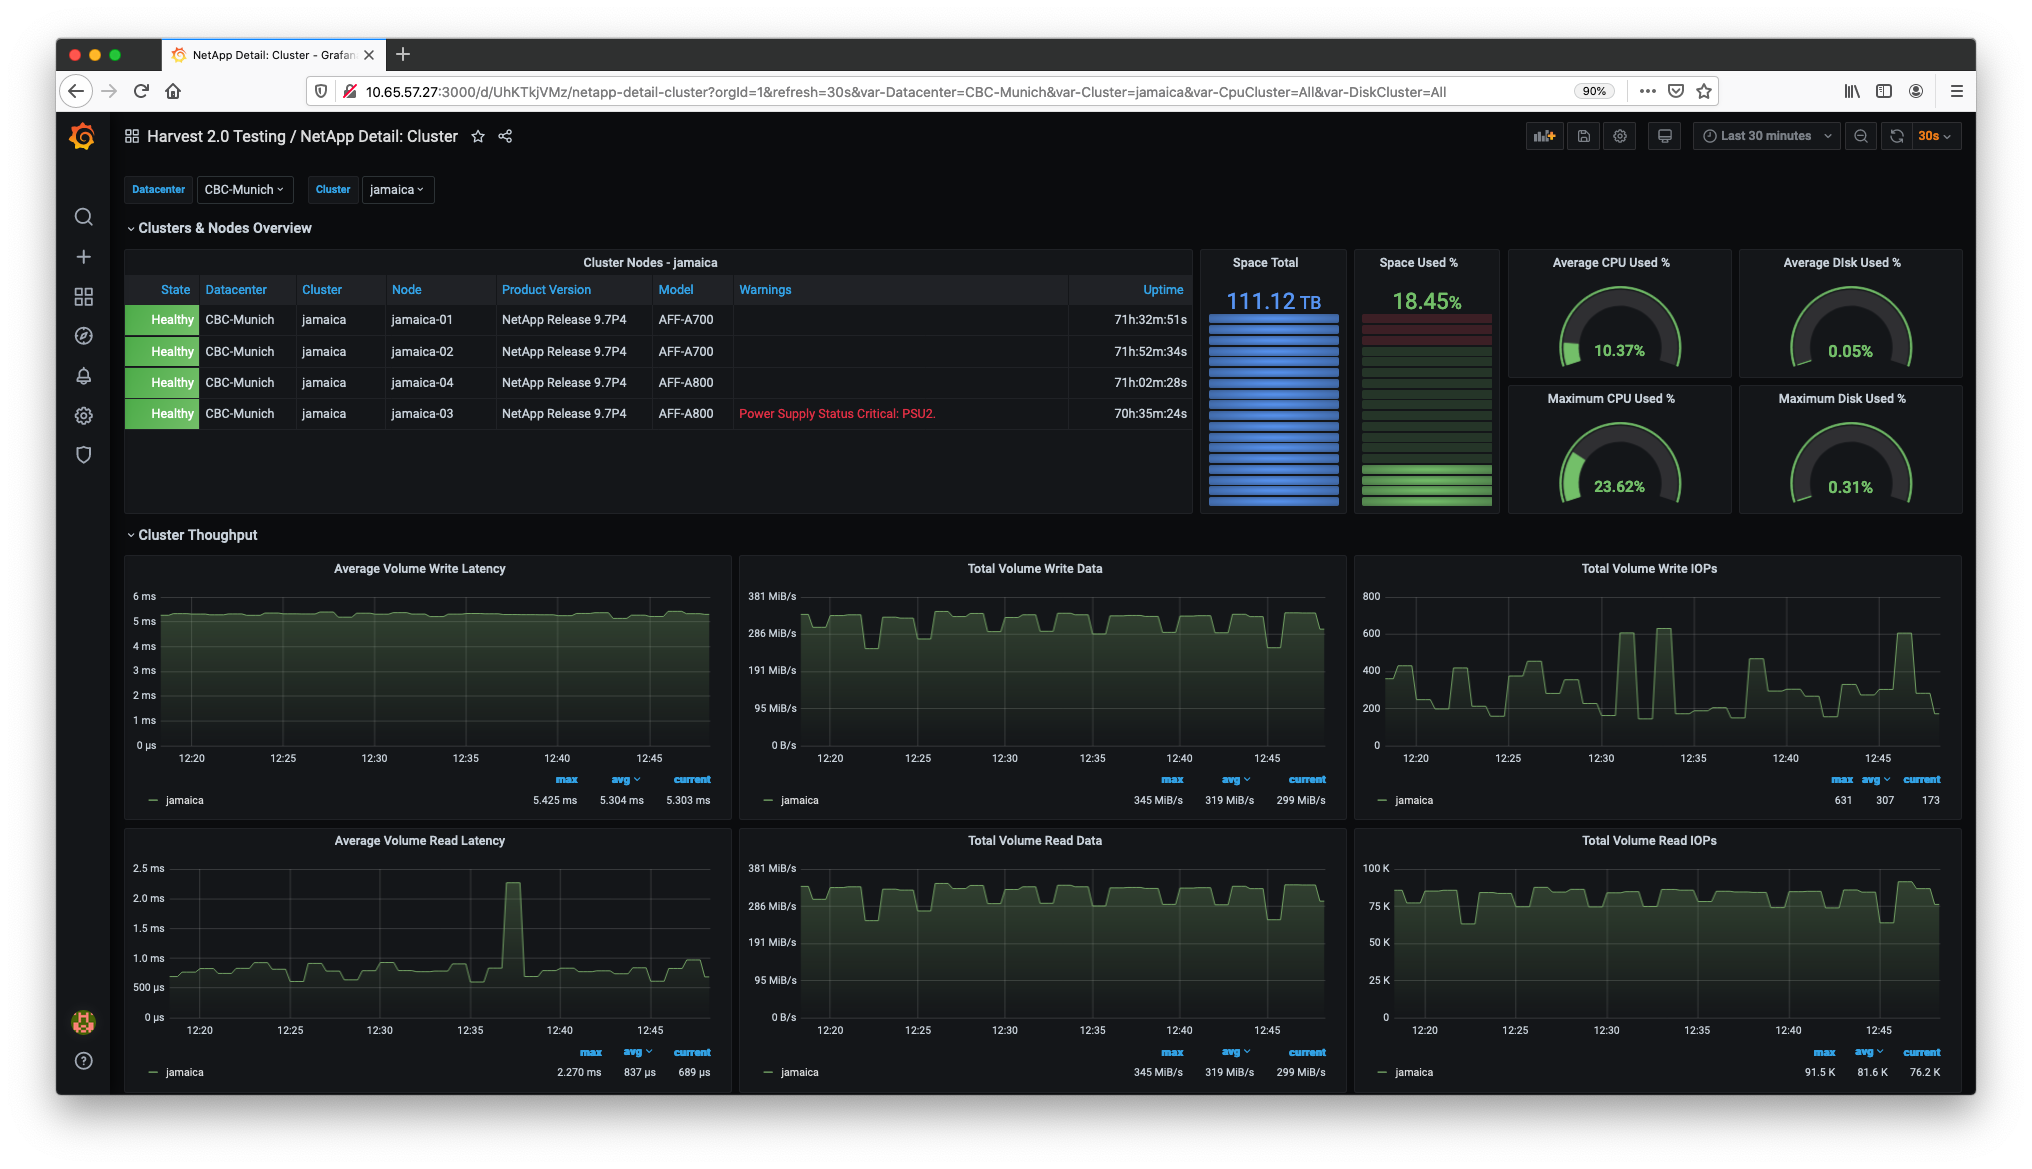 NetApp Detail: Cluster - Grafan
10.65.57.27:3000/d/UhKTkjVMz/netapp-detail-cluster?orgId=1&refresh=30s&var-Datacenter=CBC-Munich&var-Cluster=jamaica&var-CpuCluster=All&var-DiskCluster=All
90%
Harvest 2.0 Testing / NetApp Detail: Cluster
Last 30 minutes
30s
Datacenter CBC-Munich Cluster jamaica
Clusters & Nodes Overview
Cluster Nodes - jamaica
State Datacenter Cluster Node Product Version Model Warnings Uptime
Healthy CBC-Munich jamaica jamaica-01 NetApp Release 9.7P4 AFF-A700 71h:32m:51s
Healthy CBC-Munich jamaica jamaica-02 NetApp Release 9.7P4 AFF-A700 71h:52m:34s
Healthy CBC-Munich jamaica jamaica-04 NetApp Release 9.7P4 AFF-A800 71h:02m:28s
Healthy CBC-Munich jamaica jamaica-03 NetApp Release 9.7P4 AFF-A800 Power Supply Status Critical: PSU2. 70h:35m:24s
Space Total
111.12 TB
Space Used %
18.45%
Average CPU Used %
10.37%
Average DIsk Used %
0.05%
Maximum CPU Used %
23.62%
Maximum Disk Used %
0.31%
Cluster Thoughput
Average Volume Write Latency
6 ms
5 ms
4 ms
3 ms
2 ms
1 ms
0 µs
12:20 12:25 12:30 12:35 12:40 12:45
max avg current
jamaica 5.425 ms 5.304 ms 5.303 ms
Total Volume Write Data
381 MiB/s
286 MiB/s
191 MiB/s
95 MiB/s
0 B/s
12:20 12:25 12:30 12:35 12:40 12:45
max avg current
jamaica 345 MiB/s 319 MiB/s 299 MiB/s
Total Volume Write IOPs
800
600
400
200
0
12:20 12:25 12:30 12:35 12:40 12:45
max avg current
jamaica 631 307 173
Average Volume Read Latency
2.5 ms
2.0 ms
1.5 ms
1.0 ms
500 µs
0 µs
12:20 12:25 12:30 12:35 12:40 12:45
max avg current
jamaica 2.270 ms 837 µs 689 µs
Total Volume Read Data
381 MiB/s
286 MiB/s
191 MiB/s
95 MiB/s
0 B/s
12:20 12:25 12:30 12:35 12:40 12:45
max avg current
jamaica 345 MiB/s 319 MiB/s 299 MiB/s
Total Volume Read IOPs
100 K
75 K
50 K
25 K
0
12:20 12:25 12:30 12:35 12:40 12:45
max avg current
jamaica 91.5 K 81.6 K 76.2 K